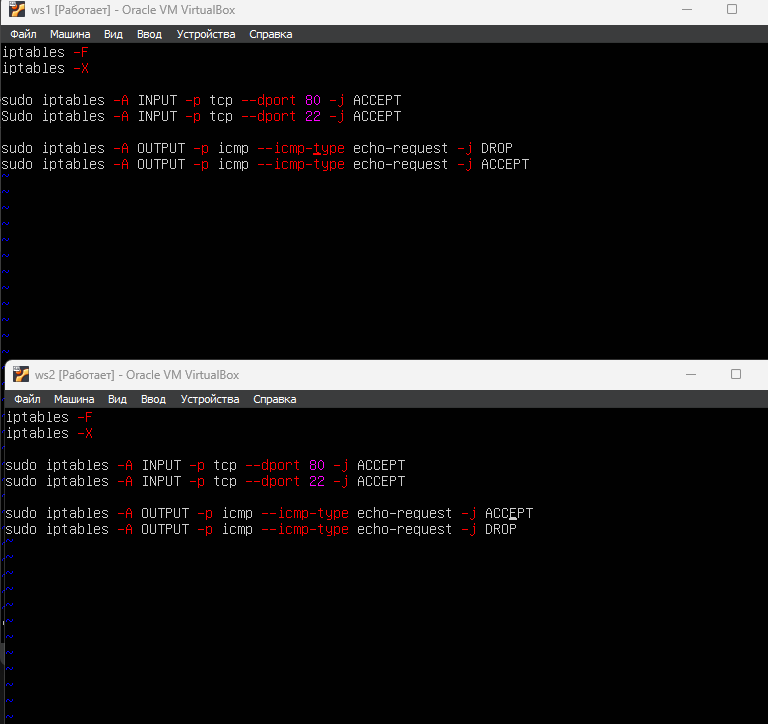 ws1 [Работает] - Oracle VM VirtualBox
Файл Машина Вид Ввод Устройства Справка
iptables -F
iptables -X
sudo iptables -A INPUT -p tcp --dport 80 -j ACCEPT
Sudo iptables -A INPUT -p tcp --dport 22 -j ACCEPT
sudo iptables -A OUTPUT -p icmp --icmp-type echo-request -j DROP
sudo iptables -A OUTPUT -p icmp --icmp-type echo-request -j ACCEPT
~
~
~
~
~
~
~
~
~
~
~
~
ws2 [Работает] - Oracle VM VirtualBox
Файл Машина Вид Ввод Устройства Справка
iptables -F
iptables -X
sudo iptables -A INPUT -p tcp --dport 80 -j ACCEPT
sudo iptables -A INPUT -p tcp --dport 22 -j ACCEPT
sudo iptables -A OUTPUT -p icmp --icmp-type echo-request -j ACCEPT
sudo iptables -A OUTPUT -p icmp --icmp-type echo-request -j DROP
~
~
~
~
~
~
~
~
~
~
~